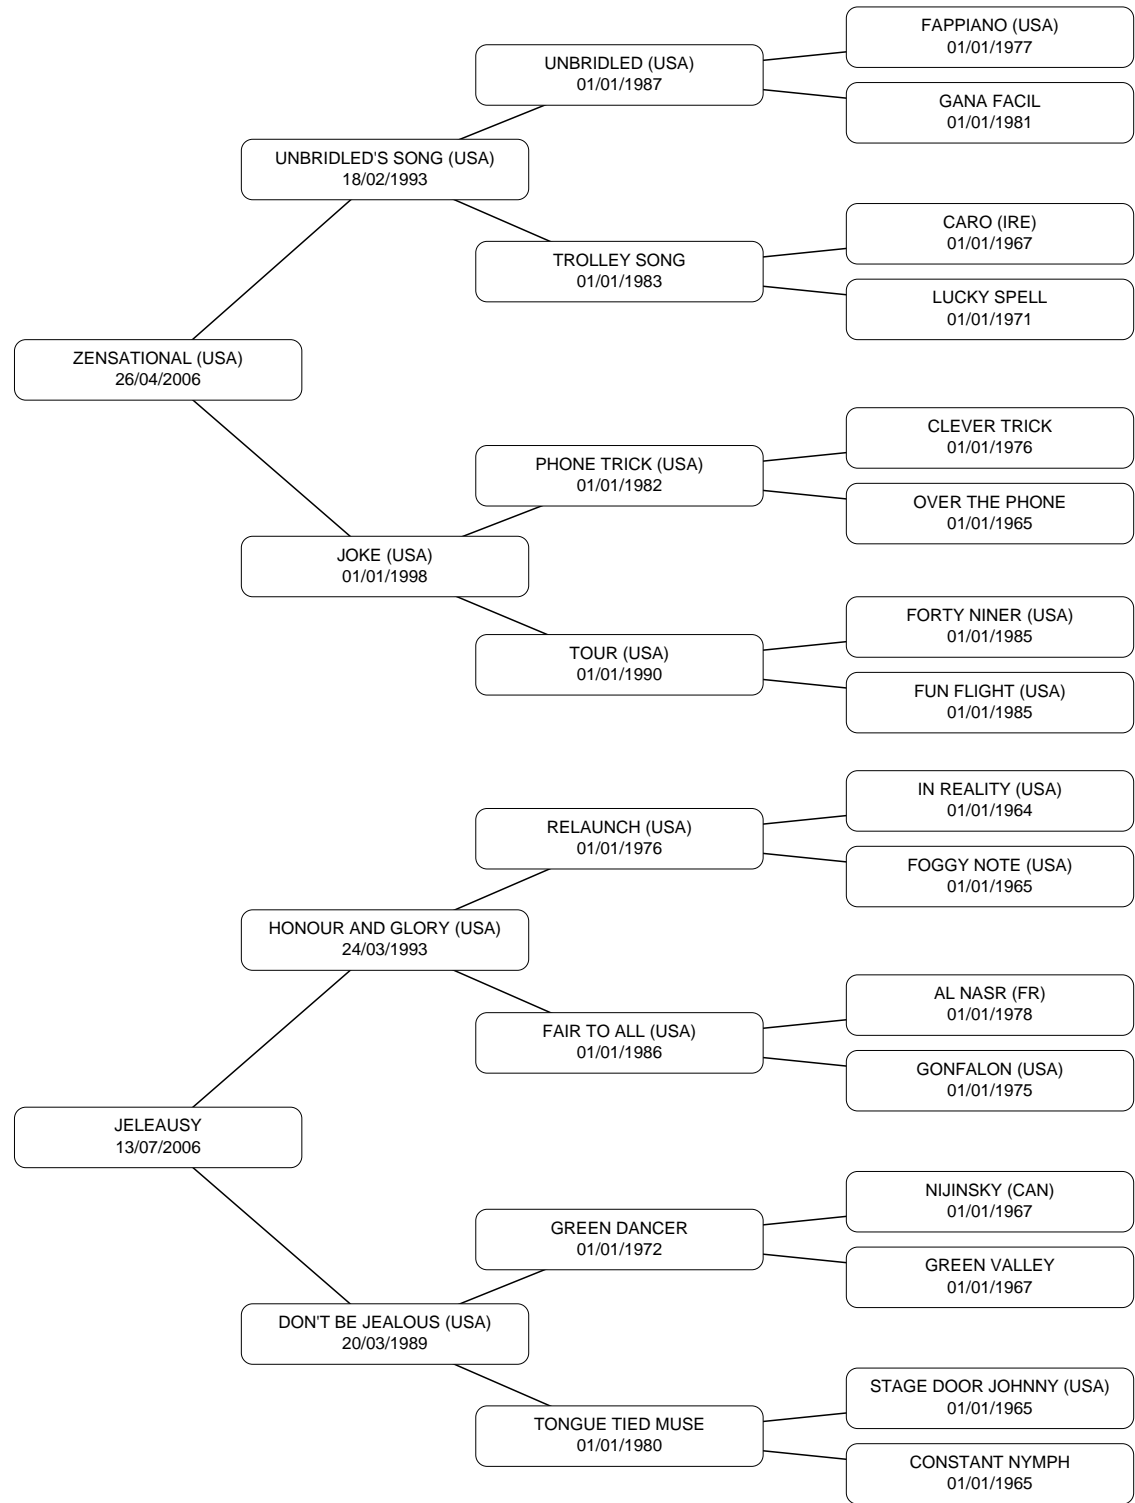 FAPPIANO (USA)
01/01/1977
UNBRIDLED (USA)
01/01/1987
GANA FACIL
01/01/1981
UNBRIDLED'S SONG (USA)
18/02/1993
CARO (IRE)
01/01/1967
TROLLEY SONG
01/01/1983
LUCKY SPELL
01/01/1971
ZENSATIONAL (USA)
26/04/2006
CLEVER TRICK
01/01/1976
PHONE TRICK (USA)
01/01/1982
OVER THE PHONE
01/01/1965
JOKE (USA)
01/01/1998
FORTY NINER (USA)
01/01/1985
TOUR (USA)
01/01/1990
FUN FLIGHT (USA)
01/01/1985
IN REALITY (USA)
01/01/1964
RELAUNCH (USA)
01/01/1976
FOGGY NOTE (USA)
01/01/1965
HONOUR AND GLORY (USA)
24/03/1993
AL NASR (FR)
01/01/1978
FAIR TO ALL (USA)
01/01/1986
GONFALON (USA)
01/01/1975
JELEAUSY
13/07/2006
NIJINSKY (CAN)
01/01/1967
GREEN DANCER
01/01/1972
GREEN VALLEY
01/01/1967
DON'T BE JEALOUS (USA)
20/03/1989
STAGE DOOR JOHNNY (USA)
01/01/1965
TONGUE TIED MUSE
01/01/1980
CONSTANT NYMPH
01/01/1965